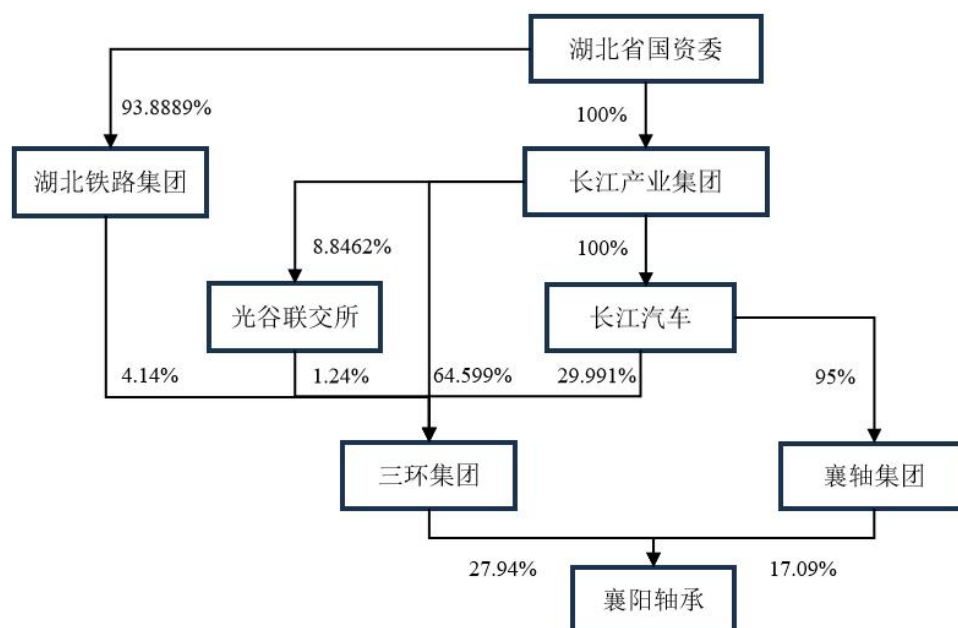 湖北省国资委
93.8889%
100%
湖北铁路集团
长江产业集团
8.8462%
100%
光谷联交所
长江汽车
4.14%
1.24%
64.599%
29.991%
95%
三环集团
襄轴集团
27.94%
17.09%
襄阳轴承